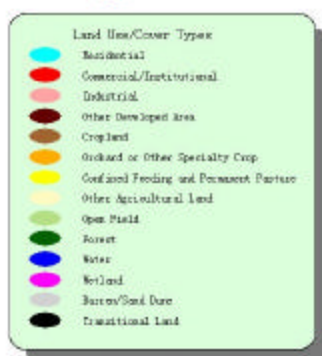 Land Use/Cover Types
Residential
Commercial/Institutional
Industrial
Other Developed Area
Cropland
Orchard or Other Specialty Crop
Confined Feeding and Permanent Pasture
Other Agricultural Land
Open Field
Forest
Water
Wetland
Barren/Sand Dune
Transitional Land